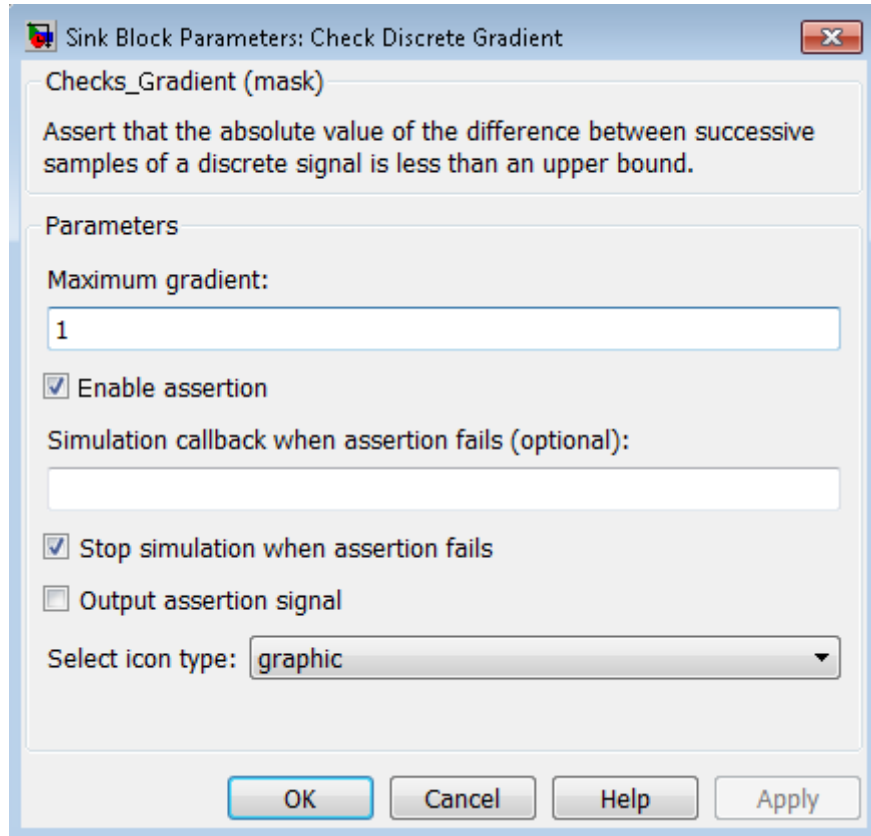 Sink Block Parameters: Check Discrete Gradient
Checks_Gradient (mask)
Assert that the absolute value of the difference between successive
samples of a discrete signal is less than an upper bound.
Parameters
Maximum gradient:
1
Enable assertion
Simulation callback when assertion fails (optional):
Stop simulation when assertion fails
Output assertion signal
Select icon type: graphic
OK Cancel Help Apply